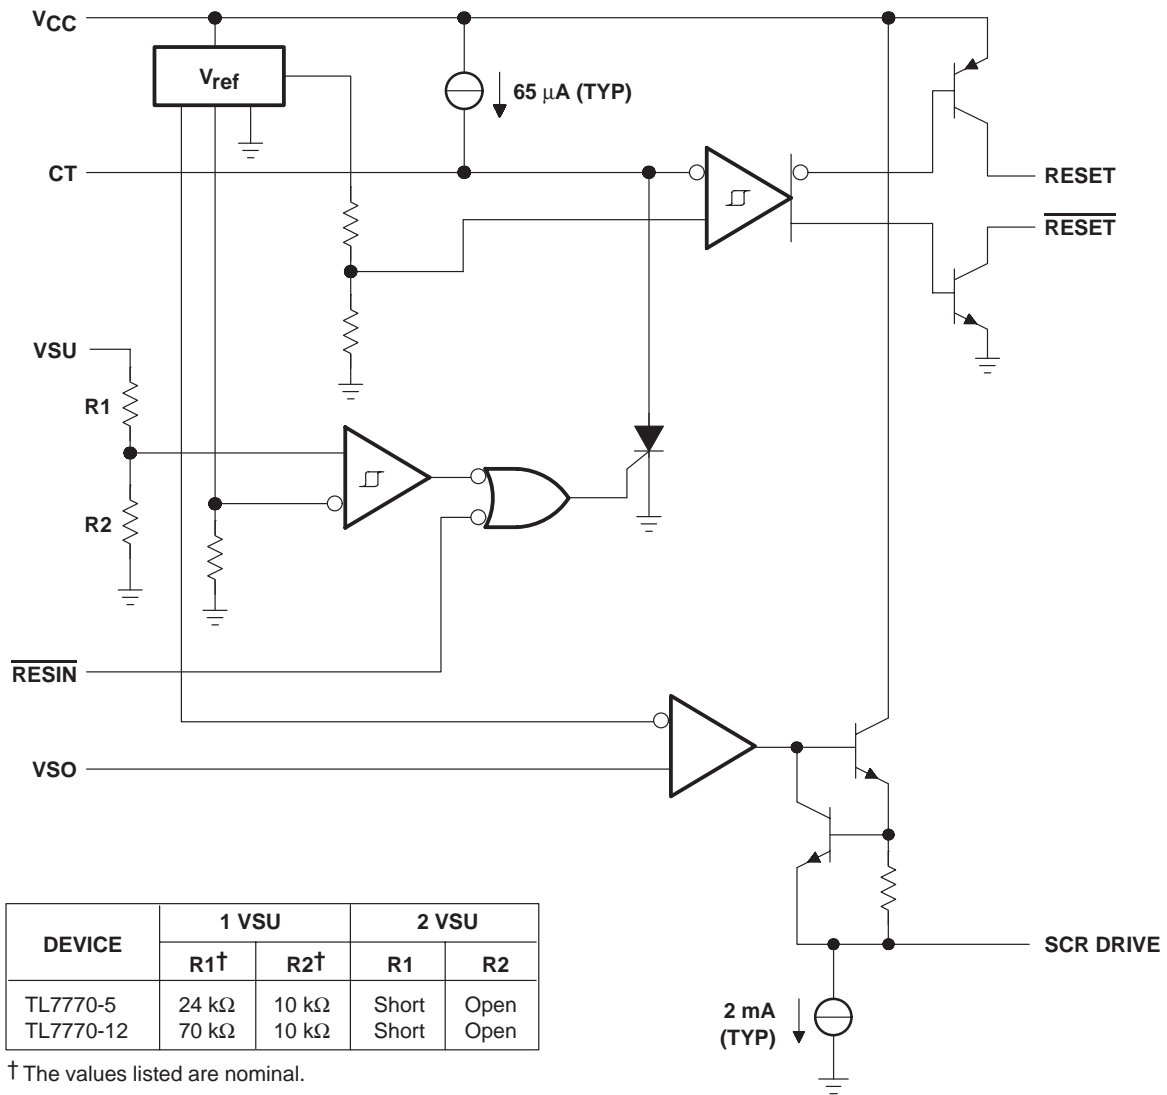 VCC
Vref
65 μA (TYP)
CT
RESET
RESET
VSU
R1
R2
RESIN
VSO
SCR DRIVE
2 mA
(TYP)
DEVICE 1 VSU 2 VSU
R1† R2† R1 R2
TL7770-5 24 kΩ 10 kΩ Short Open
TL7770-12 70 kΩ 10 kΩ Short Open
† The values listed are nominal.